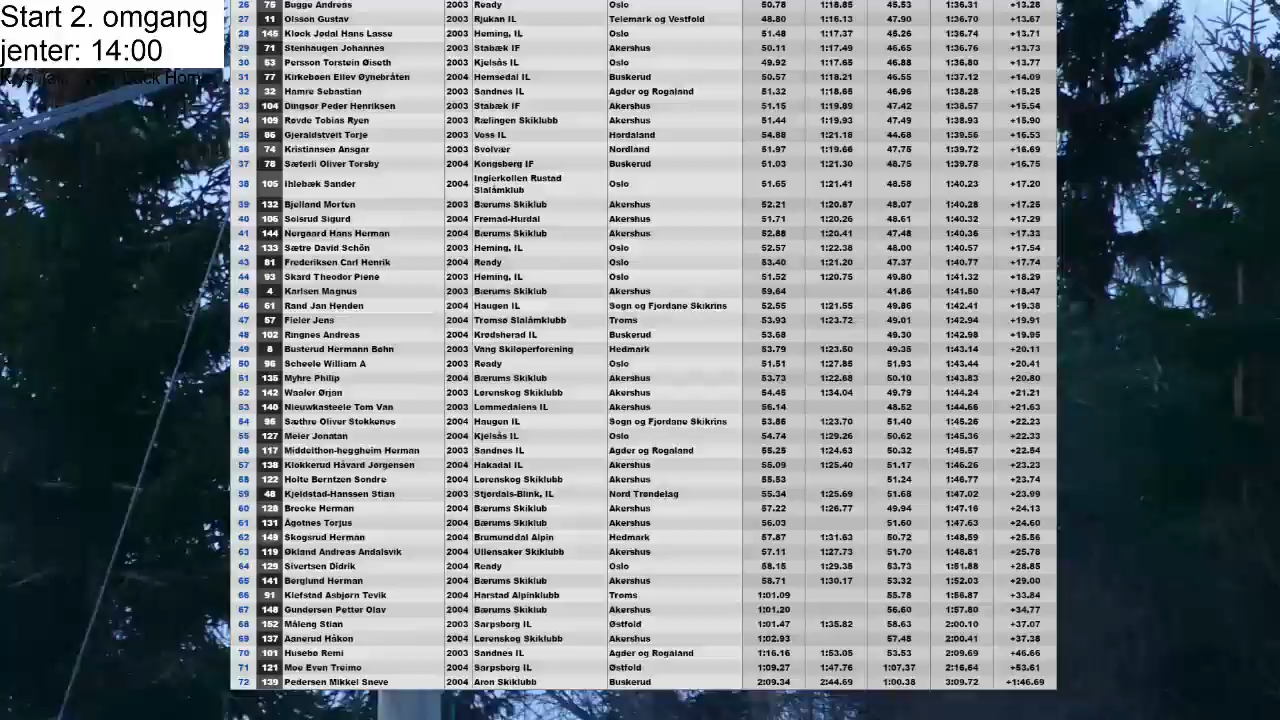 Start 2. omgang
jenter: 14:00
26 75 Bugge Andreas 2003 Ready Oslo 50.78 1:18.85 45.53 1:36.31 +13.28
27 11 Olsson Gustav 2003 Rjukan IL Telemark og Vestfold 48.80 1:16.13 47.90 1:36.70 +13.67
28 145 Klock Jødal Hans Lasse 2003 Heming, IL Oslo 51.48 1:17.37 45.26 1:36.74 +13.71
29 71 Stenhaugen Johannes 2003 Stabæk IF Akershus 50.11 1:17.49 46.65 1:36.76 +13.73
30 53 Persson Torstein Øiseth 2003 Kjelsås IL Oslo 49.92 1:17.65 46.88 1:36.80 +13.77
31 77 Kirkebøen Eilev Øynebråten 2004 Hemsedal IL Buskerud 50.57 1:18.21 46.55 1:37.12 +14.09
32 32 Hamre Sebastian 2003 Sandnes IL Agder og Rogaland 51.32 1:18.65 46.96 1:38.28 +15.25
33 104 Dingsør Peder Henriksen 2003 Stabæk IF Akershus 51.15 1:19.89 47.42 1:38.57 +15.54
34 109 Røvde Tobias Ryen 2003 Rælingen Skiklubb Akershus 51.44 1:19.93 47.49 1:38.93 +15.90
35 86 Gjeraldstveit Torje 2003 Voss IL Hordaland 54.88 1:21.18 44.68 1:39.56 +16.53
36 74 Kristiansen Ansgar 2003 Svolvær Nordland 51.97 1:19.66 47.75 1:39.72 +16.69
37 78 Sæterli Oliver Torsby 2004 Kongsberg IF Buskerud 51.03 1:21.30 48.75 1:39.78 +16.75
38 105 Ihlebæk Sander 2004 Ingierkollen Rustad Slalåmklub Oslo 51.65 1:21.41 48.58 1:40.23 +17.20
39 132 Bjelland Morten 2003 Bærums Skiklub Akershus 52.21 1:20.87 48.07 1:40.28 +17.25
40 106 Solsrud Sigurd 2004 Fremad-Hurdal Akershus 51.71 1:20.26 48.61 1:40.32 +17.29
41 144 Nørgaard Hans Herman 2004 Bærums Skiklub Akershus 52.88 1:20.41 47.48 1:40.36 +17.33
42 133 Sætre David Schön 2003 Heming, IL Oslo 52.57 1:22.38 48.00 1:40.57 +17.54
43 81 Frederiksen Carl Henrik 2004 Ready Oslo 53.40 1:21.20 47.37 1:40.77 +17.74
44 93 Skard Theodor Piene 2003 Heming, IL Oslo 51.52 1:20.75 49.80 1:41.32 +18.29
45 4 Karlsen Magnus 2003 Bærums Skiklub Akershus 59.64 41.86 1:41.50 +18.47
46 61 Rand Jan Henden 2004 Haugen IL Sogn og Fjordane Skikrins 52.55 1:21.55 49.86 1:42.41 +19.38
47 57 Fieler Jens 2004 Tromsø Slalåmklubb Troms 53.93 1:23.72 49.01 1:42.94 +19.91
48 102 Ringnes Andreas 2004 Krødsherad IL Buskerud 53.68 49.30 1:42.98 +19.95
49 8 Busterud Hermann Bøhn 2003 Vang Skiløperforening Hedmark 53.79 1:23.50 49.35 1:43.14 +20.11
50 96 Scheele William A 2003 Ready Oslo 51.51 1:27.85 51.93 1:43.44 +20.41
51 135 Myhre Philip 2004 Bærums Skiklub Akershus 53.73 1:22.68 50.10 1:43.83 +20.80
52 142 Waaler Ørjan 2003 Lørenskog Skiklubb Akershus 54.45 1:34.04 49.79 1:44.24 +21.21
53 140 Nieuwkasteele Tom Van 2003 Lommedalens IL Akershus 56.14 48.52 1:44.66 +21.63
54 95 Sæthre Oliver Stokkenes 2004 Haugen IL Sogn og Fjordane Skikrins 53.86 1:23.70 51.40 1:45.26 +22.23
55 127 Meier Jonatan 2004 Kjelsås IL Oslo 54.74 1:29.26 50.62 1:45.36 +22.33
56 117 Middelthon-heggheim Herman 2003 Sandnes IL Agder og Rogaland 55.25 1:24.63 50.32 1:45.57 +22.54
57 138 Klokkerud Håvard Jørgensen 2004 Hakadal IL Akershus 55.09 1:25.40 51.17 1:46.26 +23.23
58 122 Holte Berntzen Sondre 2004 Lørenskog Skiklubb Akershus 55.53 51.24 1:46.77 +23.74
59 48 Kjeldstad-Hanssen Stian 2003 Stjørdals-Blink, IL Nord Trøndelag 55.34 1:25.69 51.68 1:47.02 +23.99
60 128 Brecke Herman 2004 Bærums Skiklub Akershus 57.22 1:26.77 49.94 1:47.16 +24.13
61 131 Ågotnes Torjus 2004 Bærums Skiklub Akershus 56.03 51.60 1:47.63 +24.60
62 149 Skogsrud Herman 2004 Brumunddal Alpin Hedmark 57.87 1:31.63 50.72 1:48.59 +25.56
63 119 Økland Andreas Andalsvik 2004 Ullensaker Skiklubb Akershus 57.11 1:27.73 51.70 1:48.81 +25.78
64 129 Sivertsen Didrik 2004 Ready Oslo 58.15 1:29.35 53.73 1:51.88 +28.85
65 141 Berglund Herman 2004 Bærums Skiklub Akershus 58.71 1:30.17 53.32 1:52.03 +29.00
66 91 Kiefstad Asbjørn Tevik 2004 Harstad Alpinklubb Troms 1:01.09 55.78 1:56.87 +33.84
67 148 Gundersen Petter Olav 2004 Bærums Skiklub Akershus 1:01.20 56.60 1:57.80 +34.77
68 152 Måleng Stian 2003 Sarpsborg IL Østfold 1:01.47 1:35.82 58.63 2:00.10 +37.07
69 137 Aanerud Håkon 2004 Lørenskog Skiklubb Akershus 1:02.93 57.48 2:00.41 +37.38
70 101 Husebø Remi 2003 Sandnes IL Agder og Rogaland 1:16.16 1:53.05 53.53 2:09.69 +46.66
71 121 Moe Even Treimo 2004 Sarpsborg IL Østfold 1:09.27 1:47.76 1:07.37 2:16.64 +53.61
72 139 Pedersen Mikkel Sneve 2004 Aron Skiklubb Buskerud 2:09.34 2:44.69 1:00.38 3:09.72 +1:46.69